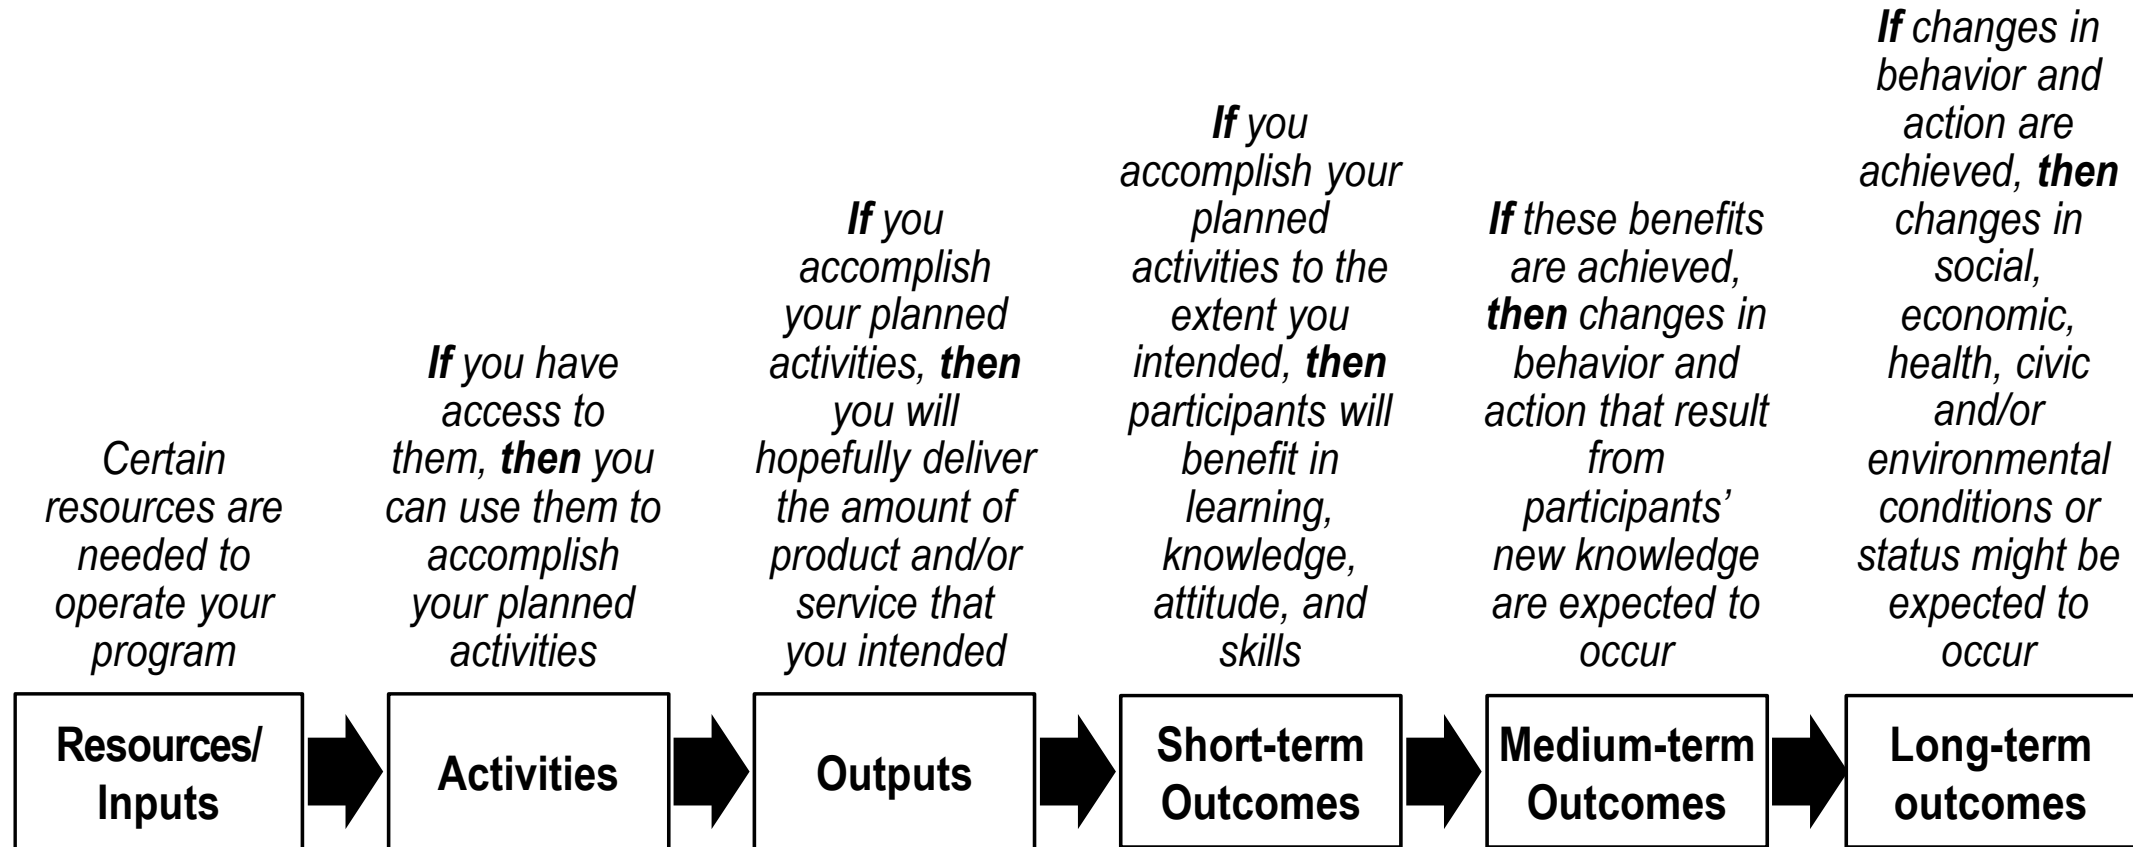 Certain
resources are
needed to
operate your
program
If you have
access to
them, then you
can use them to
accomplish
your planned
activities
If you
accomplish
your planned
activities, then
you will
hopefully deliver
the amount of
product and/or
service that
you intended
If you
accomplish your
planned
activities to the
extent you
intended, then
participants will
benefit in
learning,
knowledge,
attitude, and
skills
If these benefits
are achieved,
then changes in
behavior and
action that result
from
participants’
new knowledge
are expected to
occur
If changes in
behavior and
action are
achieved, then
changes in
social,
economic,
health, civic
and/or
environmental
conditions or
status might be
expected to
occur
Resources/
Inputs
Activities
Outputs
Short-term
Outcomes
Medium-term
Outcomes
Long-term
outcomes